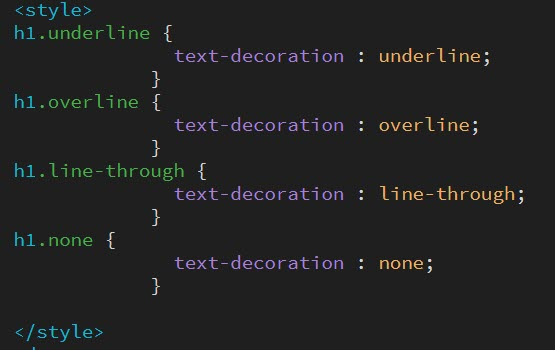 <style>
h1.underline {
text-decoration : underline;
}
h1.overline {
text-decoration : overline;
}
h1.line-through {
text-decoration : line-through;
}
h1.none {
text-decoration : none;
}
</style>